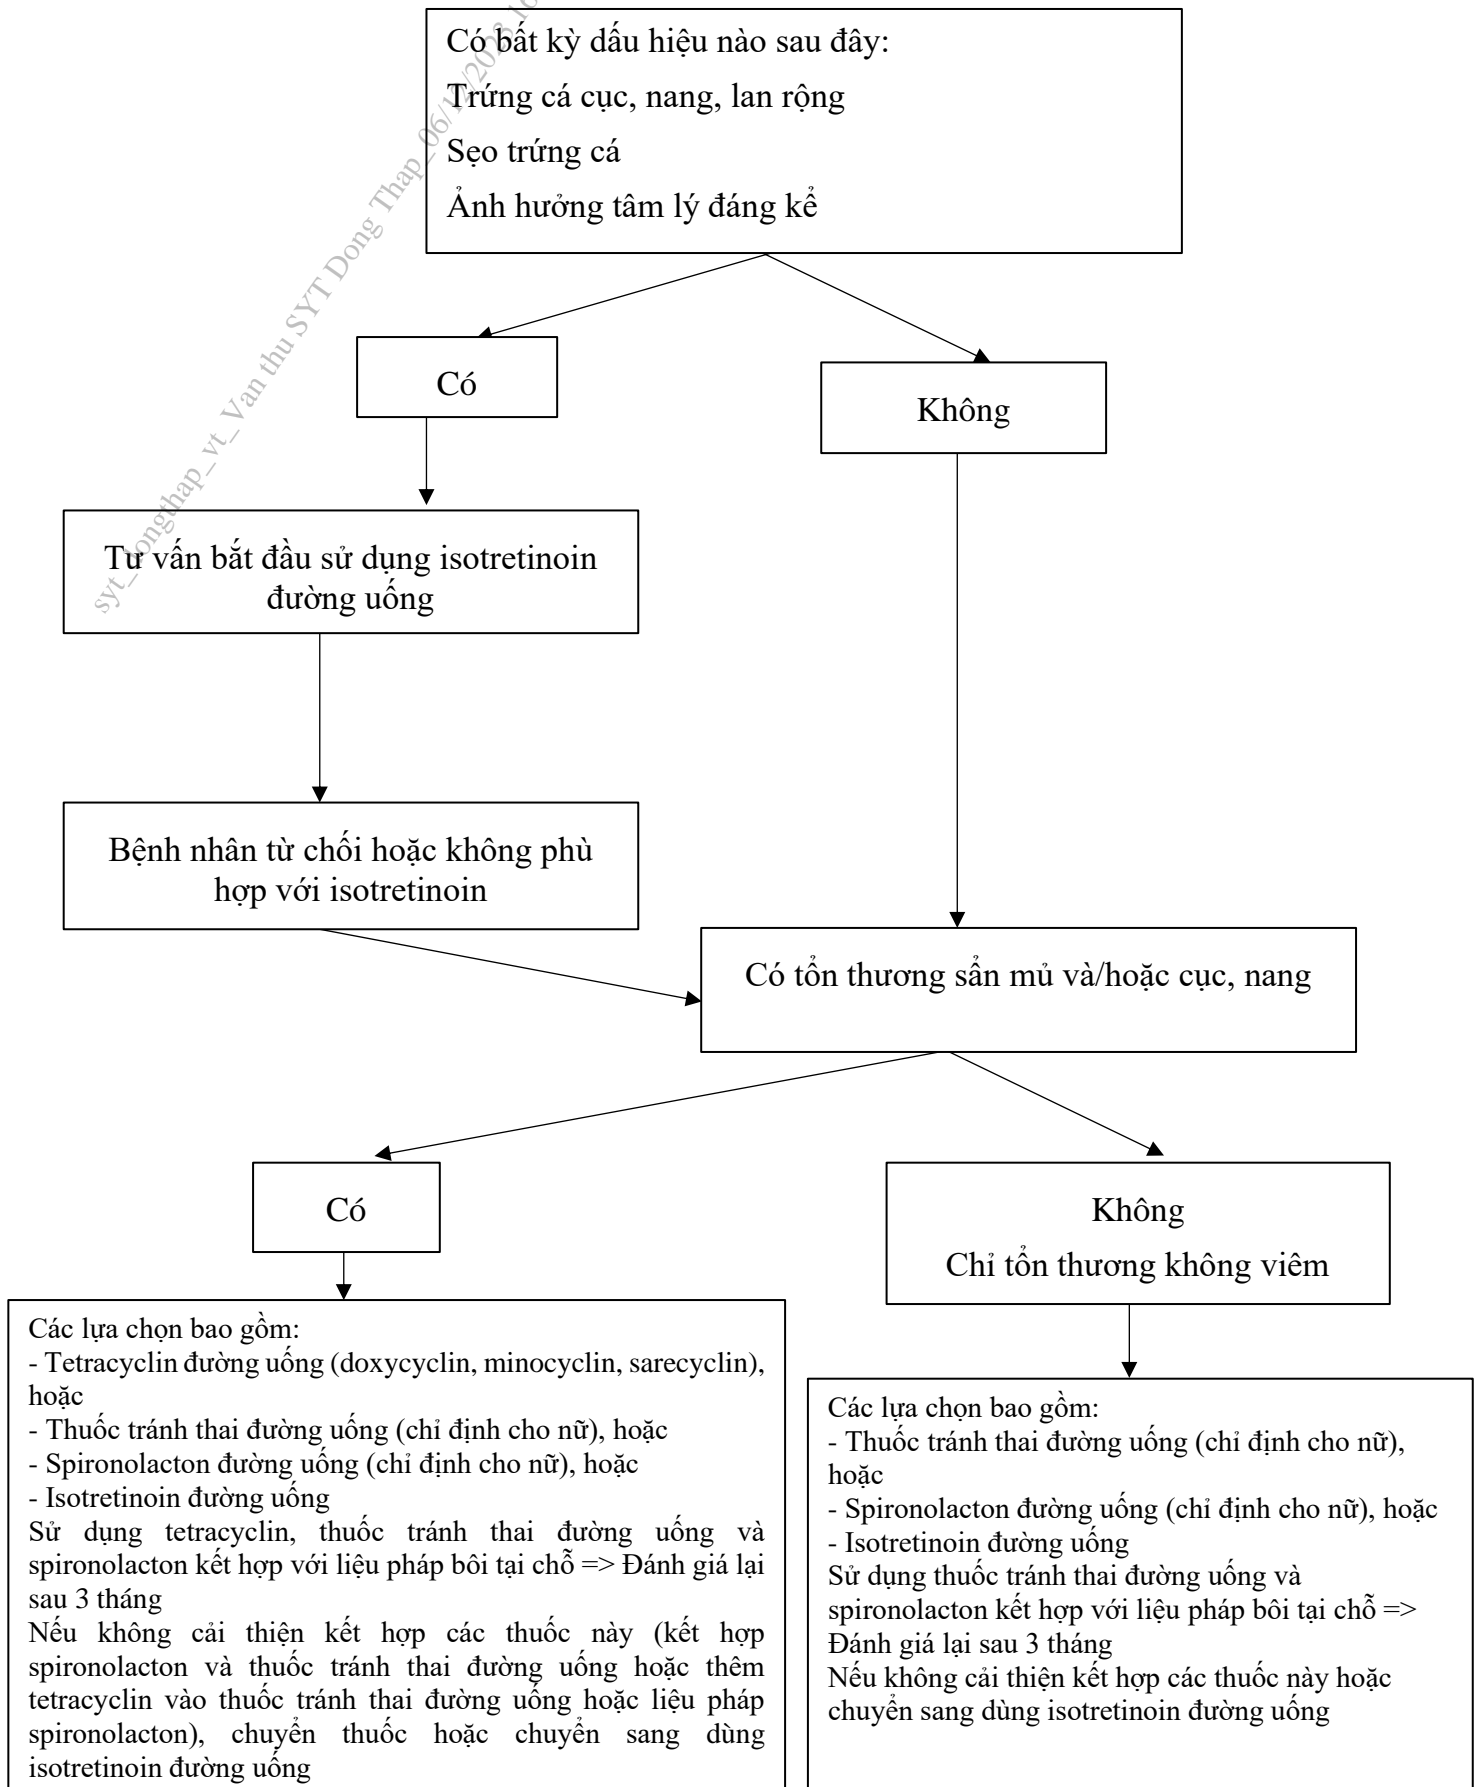 Có bất kỳ dấu hiệu nào sau đây:
Trứng cá cục, nang, lan rộng
Sẹo trứng cá
Ảnh hưởng tâm lý đáng kể
syt_dongthap_vt_Van thu SYT Dong Thap_06/12/2023
Có
Không
Tư vấn bắt đầu sử dụng isotretinoin
đường uống
Bệnh nhân từ chối hoặc không phù
hợp với isotretinoin
Có tổn thương sẩn mủ và/hoặc cục, nang
Có
Không
Chỉ tổn thương không viêm
Các lựa chọn bao gồm:
- Tetracyclin đường uống (doxycyclin, minocyclin, sarecyclin),
hoặc
- Thuốc tránh thai đường uống (chỉ định cho nữ), hoặc
- Spironolacton đường uống (chỉ định cho nữ), hoặc
- Isotretinoin đường uống
Sử dụng tetracyclin, thuốc tránh thai đường uống và
spironolacton kết hợp với liệu pháp bôi tại chỗ => Đánh giá lại
sau 3 tháng
Nếu không cải thiện kết hợp các thuốc này (kết hợp
spironolacton và thuốc tránh thai đường uống hoặc thêm
tetracyclin vào thuốc tránh thai đường uống hoặc liệu pháp
spironolacton), chuyển thuốc hoặc chuyển sang dùng
isotretinoin đường uống
Các lựa chọn bao gồm:
- Thuốc tránh thai đường uống (chỉ định cho nữ),
hoặc
- Spironolacton đường uống (chỉ định cho nữ), hoặc
- Isotretinoin đường uống
Sử dụng thuốc tránh thai đường uống và
spironolacton kết hợp với liệu pháp bôi tại chỗ =>
Đánh giá lại sau 3 tháng
Nếu không cải thiện kết hợp các thuốc này hoặc
chuyển sang dùng isotretinoin đường uống